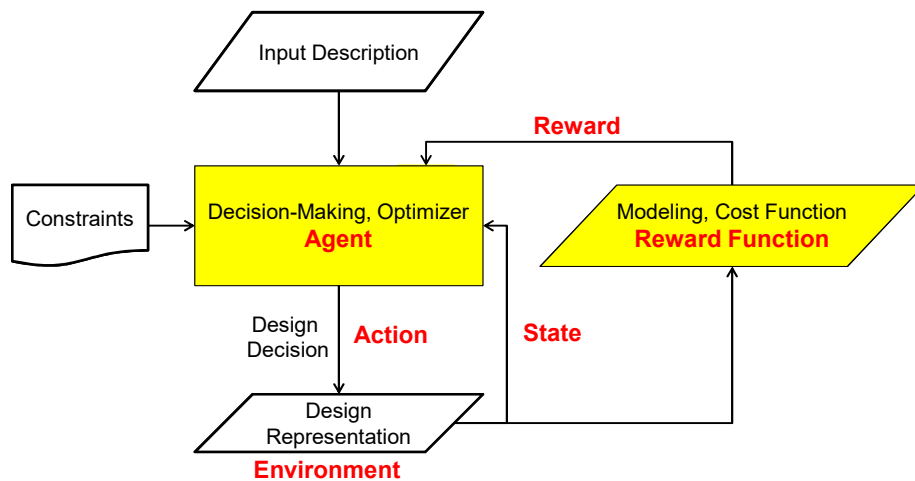 Input Description
Reward
Constraints
Decision-Making, Optimizer
Agent
Modeling, Cost Function
Reward Function
Design
Decision
Action
State
Design
Representation
Environment